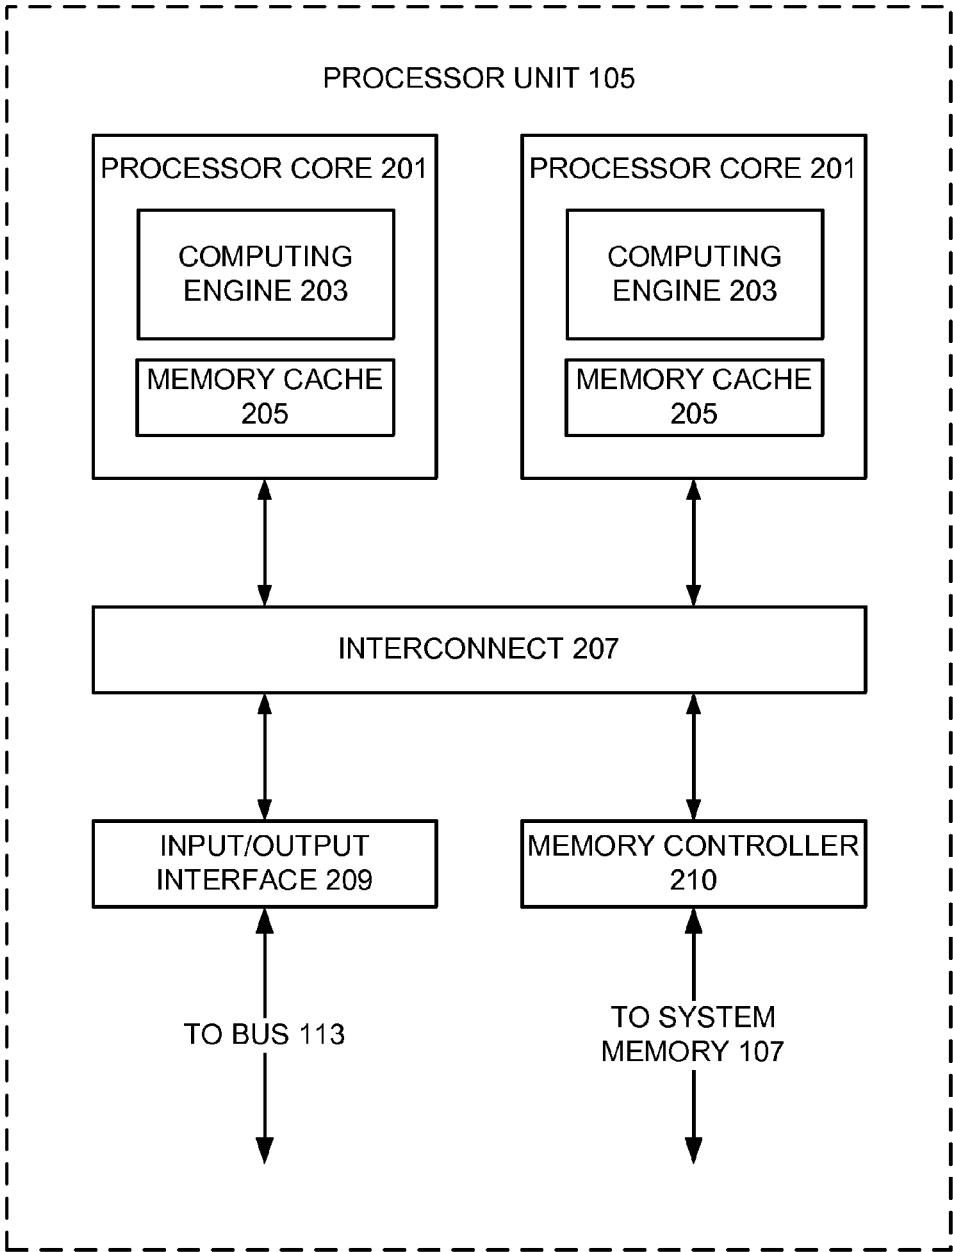 PROCESSOR UNIT 105
PROCESSOR CORE 201
COMPUTING
ENGINE 203
MEMORY CACHE
205
PROCESSOR CORE 201
COMPUTING
ENGINE 203
MEMORY CACHE
205
INTERCONNECT 207
INPUT/OUTPUT
INTERFACE 209
MEMORY CONTROLLER
210
TO BUS 113
TO SYSTEM
MEMORY 107